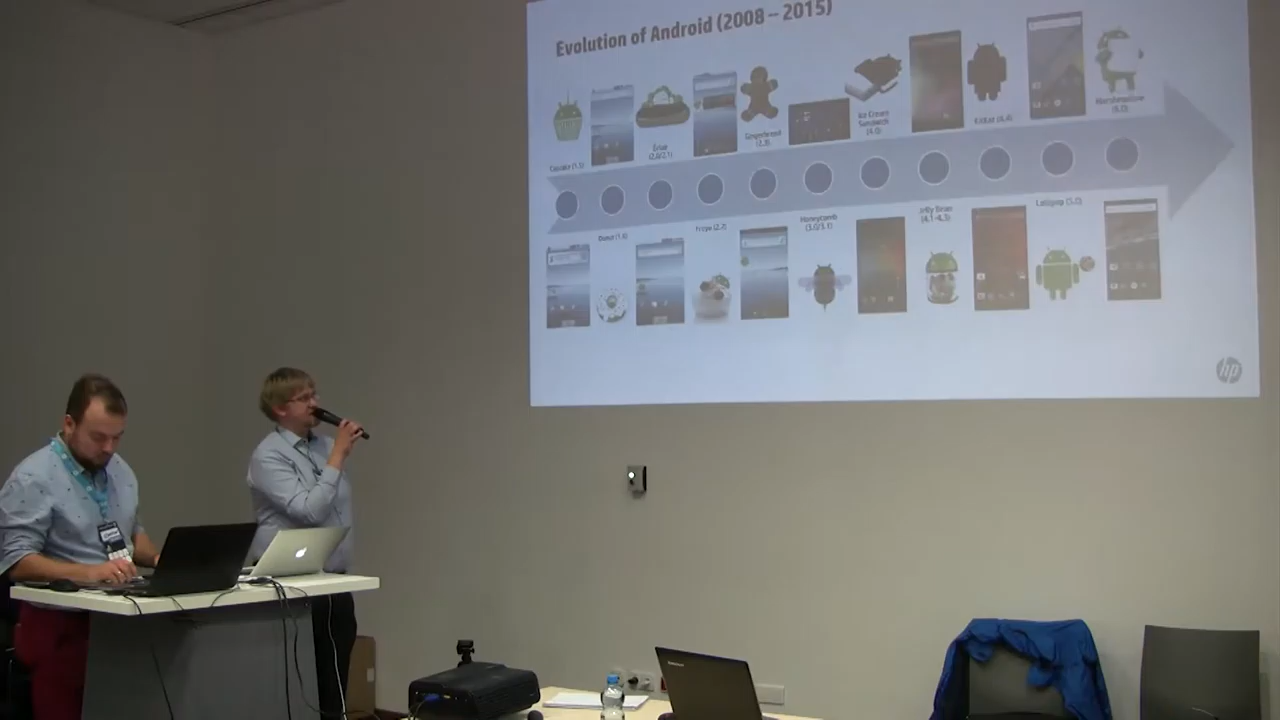 Evolution of Android (2008 – 2015)
Cupcake (1.5)
Donut (1.6)
Eclair
(2.0/2.1)
Froyo (2.2)
Gingerbread
(2.3)
Honeycomb
(3.0/3.1)
Ice Cream
Sandwich
(4.0)
Jelly Bean
(4.1-4.3)
KitKat (4.4)
Lollipop (5.0)
Marshmallow
(6.0)
hp